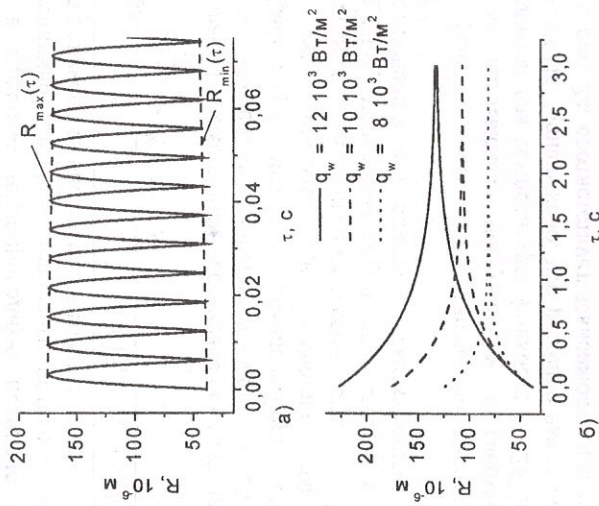 200
150
100
50
R, 10⁻⁶ м
R_max(τ)
R_min(τ)
0,00 0,02 0,04 0,06
τ, с
а)
q_w = 12 10³ Вт/м²
q_w = 10 10³ Вт/м²
q_w = 8 10³ Вт/м²
200
150
100
50
R, 10⁻⁶ м
0,0 0,5 1,0 1,5 2,0 2,5 3,0
τ, с
б)